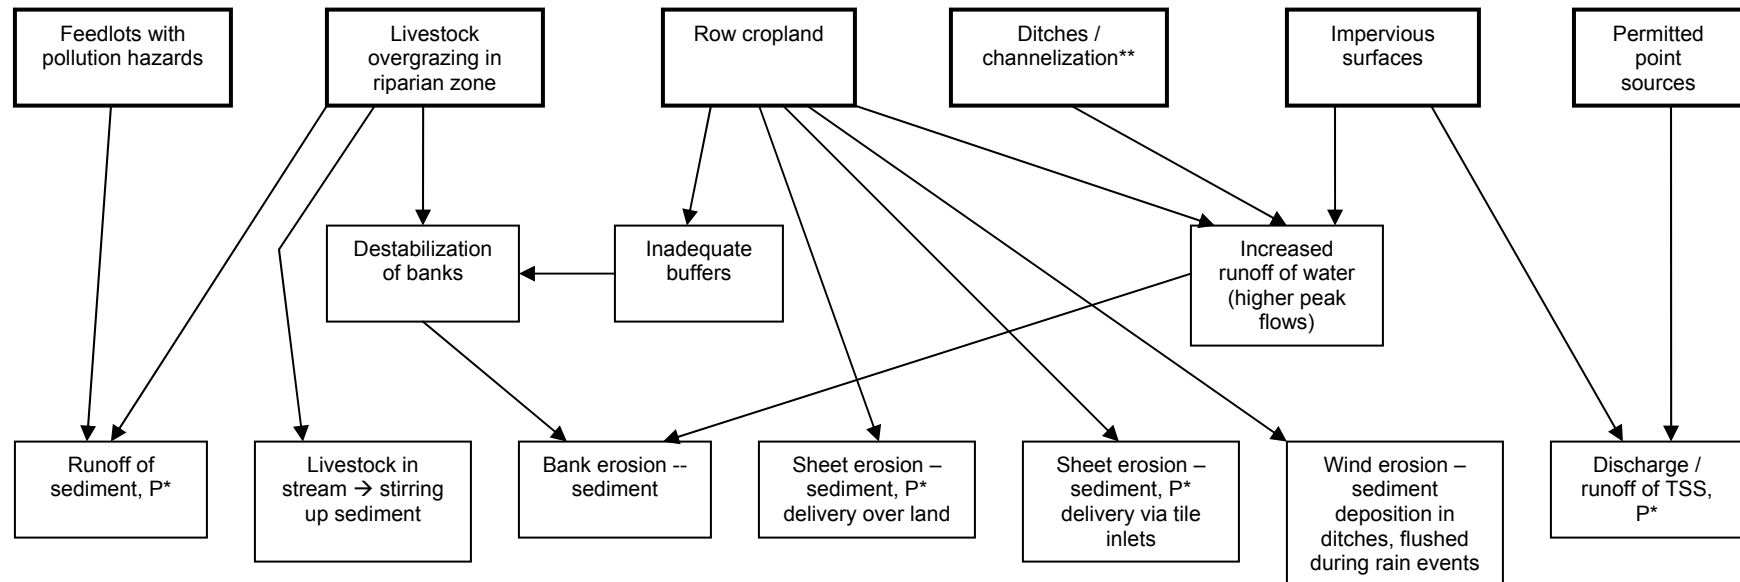 Feedlots with
pollution hazards
Livestock
overgrazing in
riparian zone
Row cropland
Ditches /
channelization**
Impervious
surfaces
Permitted
point
sources
Destabilization
of banks
Inadequate
buffers
Increased
runoff of water
(higher peak
flows)
Runoff of
sediment, P*
Livestock in
stream → stirring
up sediment
Bank erosion --
sediment
Sheet erosion –
sediment, P*
delivery over land
Sheet erosion –
sediment, P*
delivery via tile
inlets
Wind erosion –
sediment
deposition in
ditches, flushed
during rain events
Discharge /
runoff of TSS,
P*